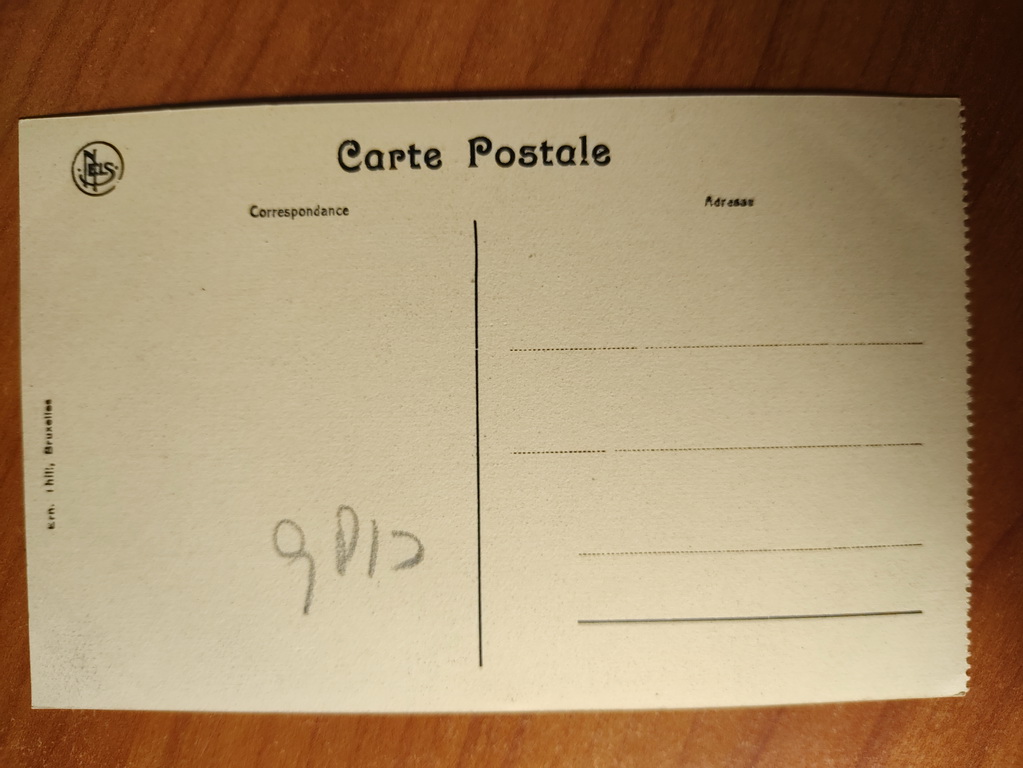 NELS
Carte Postale
Correspondance
Adresse
Ern. Thill, Bruxelles